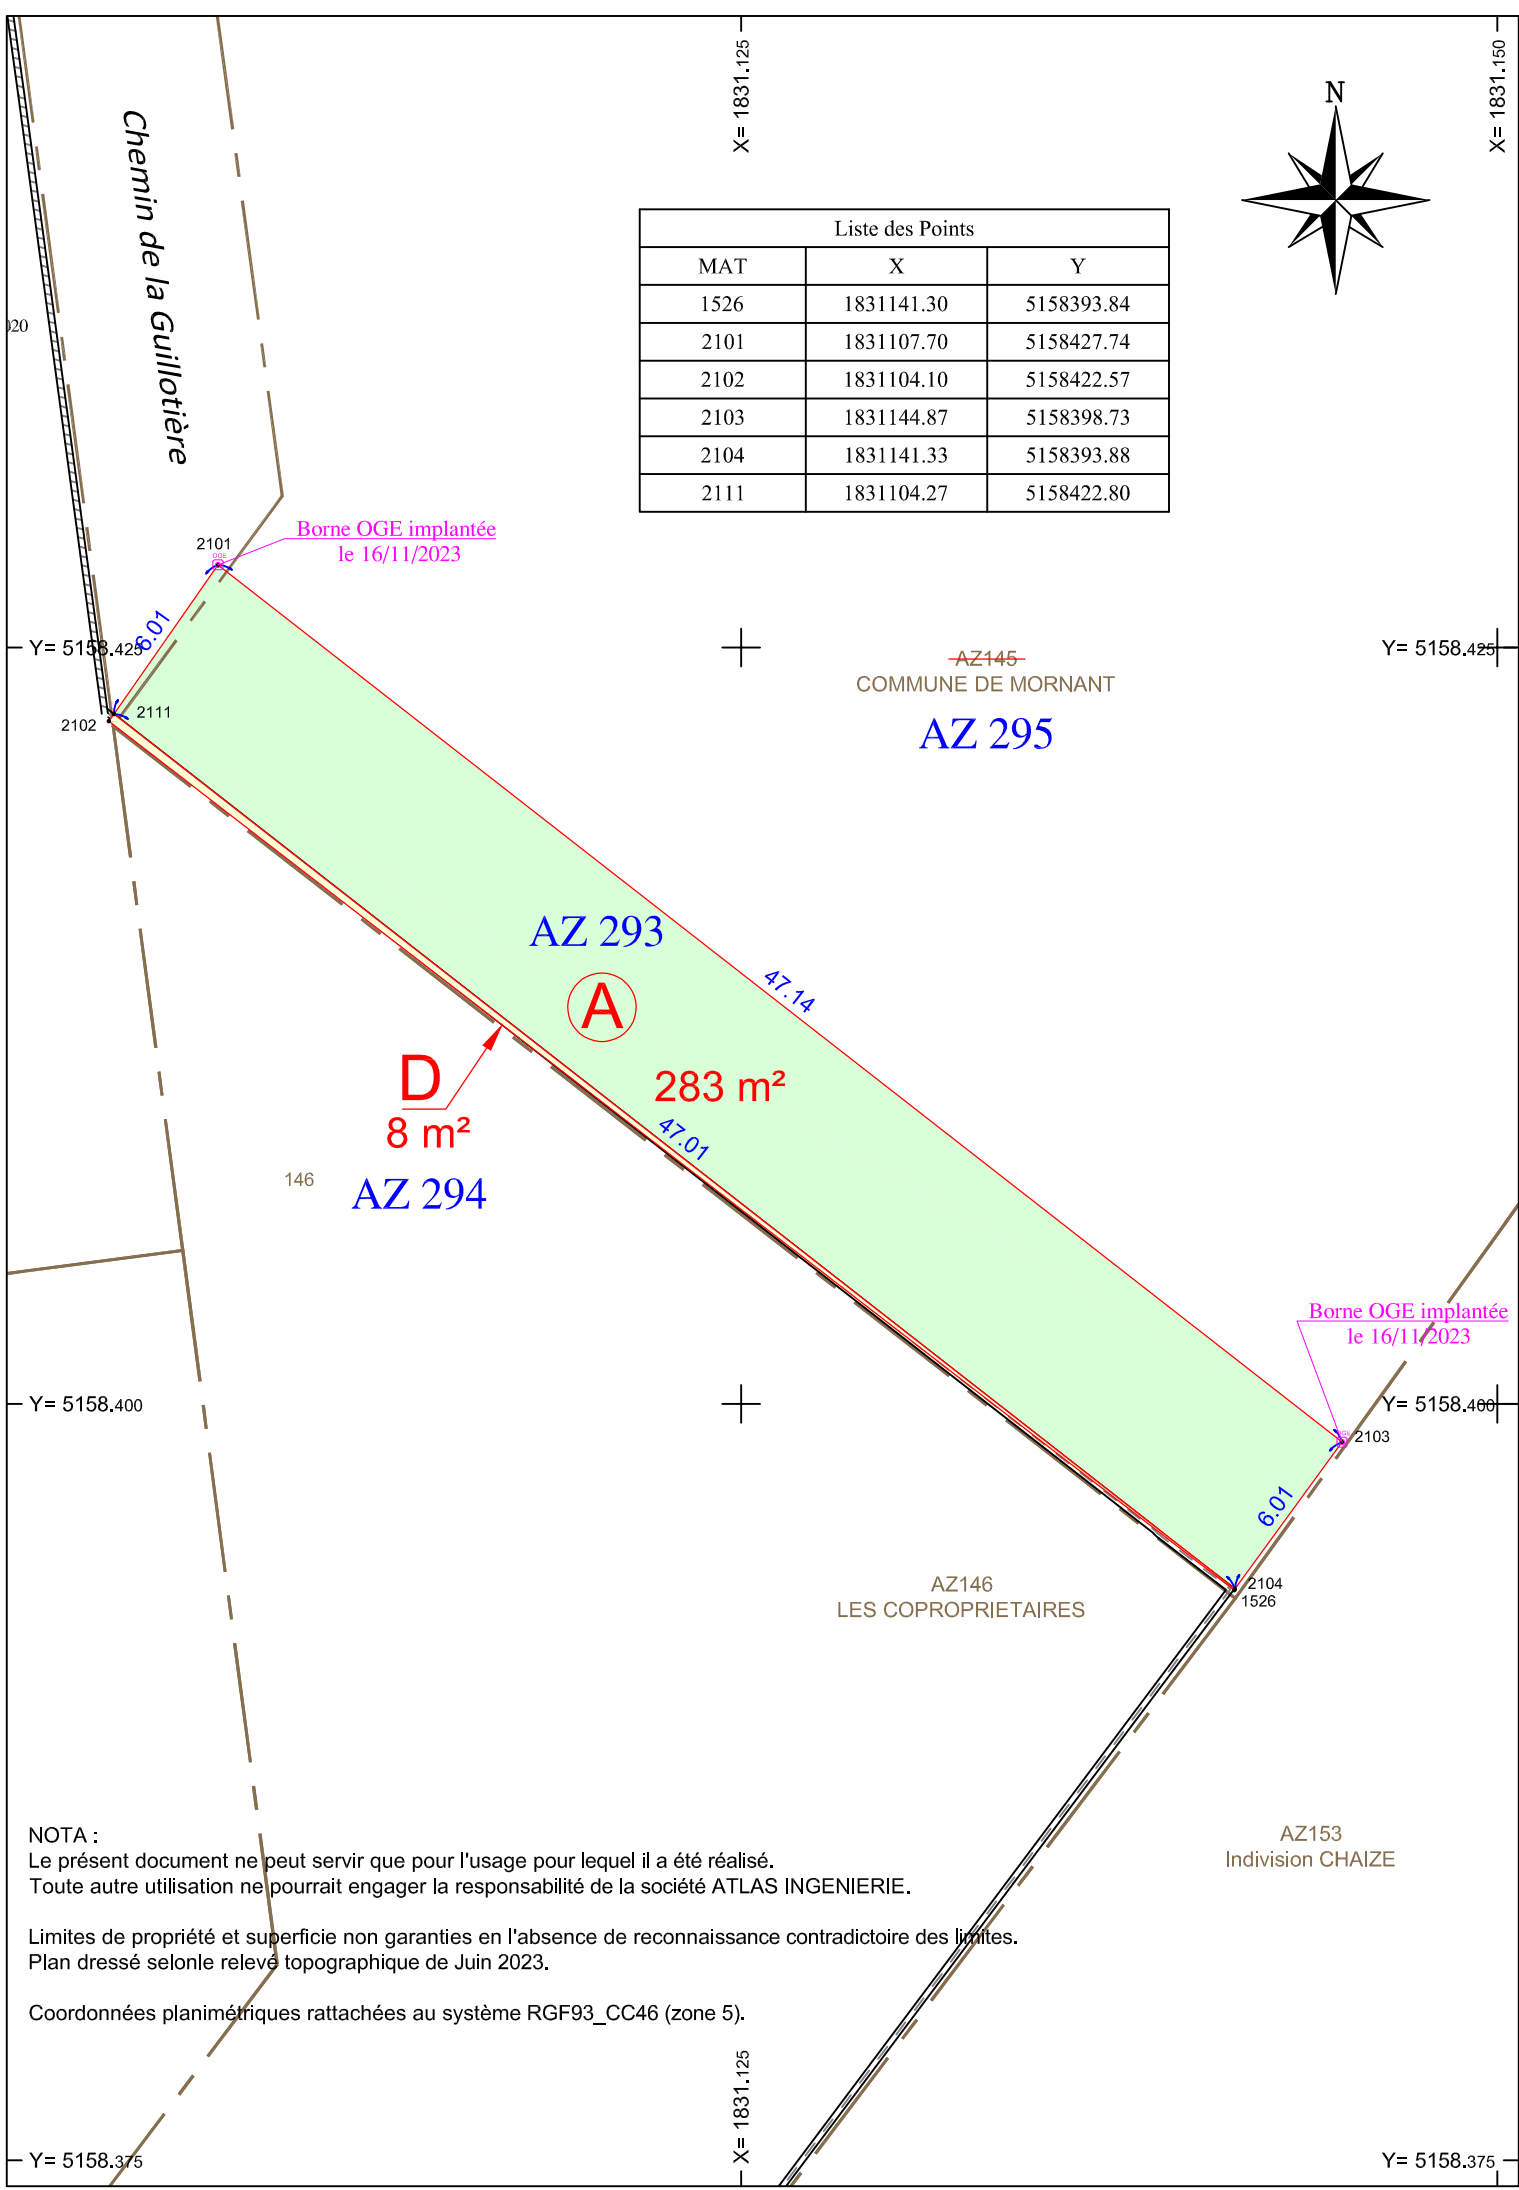 X= 1831.125
X= 1831.150
N
Chemin de la Guillotière
Liste des Points
MAT X Y
1526 1831141.30 5158393.84
2101 1831107.70 5158427.74
2102 1831104.10 5158422.57
2103 1831144.87 5158398.73
2104 1831141.33 5158393.88
2111 1831104.27 5158422.80
Borne OGE implantée
le 16/11/2023
2101
OGE
6.01
Y= 5158.425
Y= 5158.425
AZ145
COMMUNE DE MORNANT
AZ 295
2102
2111
AZ 293
A
47.14
283 m²
D
8 m²
47.01
146
AZ 294
Borne OGE implantée
le 16/11/2023
Y= 5158.400
Y= 5158.400
OGE
2103
6.01
2104
1526
AZ146
LES COPROPRIETAIRES
AZ153
Indivision CHAIZE
NOTA :
Le présent document ne peut servir que pour l'usage pour lequel il a été réalisé.
Toute autre utilisation ne pourrait engager la responsabilité de la société ATLAS INGENIERIE.
Limites de propriété et superficie non garanties en l'absence de reconnaissance contradictoire des limites.
Plan dressé selonle relevé topographique de Juin 2023.
Coordonnées planimétriques rattachées au système RGF93_CC46 (zone 5).
X= 1831.125
Y= 5158.375
Y= 5158.375